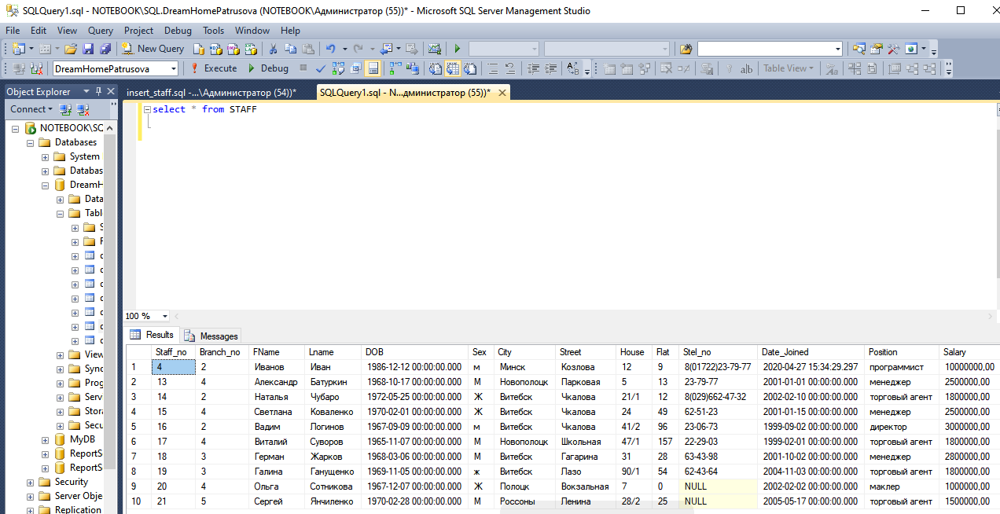 SQLQuery1.sql - NOTEBOOK\SQL.DreamHomePatrusova (NOTEBOOK\Администратор (55))* - Microsoft SQL Server Management Studio
File Edit View Query Project Debug Tools Window Help
New Query
DreamHomePatrusova Execute Debug Table View
Object Explorer insert_staff.sql -...\Администратор (54))* SQLQuery1.sql - N...дминистратор (55))*
Connect
select * from STAFF
NOTEBOOK\SQ
Databases
System
Databas
DreamH
Data
Tabl
View
Sync
Prog
Serv
Stora
Secu
MyDB
ReportS
ReportS
Security
Server Obje
Replication
100 %
Results Messages
Staff_no Branch_no FName Lname DOB Sex City Street House Flat Stel_no Date_Joined Position Salary
1 4 2 Иванов Иван 1986-12-12 00:00:00.000 м Минск Козлова 12 9 8(01722)23-79-77 2020-04-27 15:34:29.297 программист 10000000,00
2 13 4 Александр Батуркин 1968-10-17 00:00:00.000 М Новополоцк Парковая 5 13 23-79-77 2001-01-01 00:00:00.000 менеджер 2500000,00
3 14 2 Наталья Чубаро 1972-05-25 00:00:00.000 Ж Витебск Чкалова 21/1 12 8(029)662-47-32 2002-02-10 00:00:00.000 торговый агент 1800000,00
4 15 4 Светлана Коваленко 1970-02-01 00:00:00.000 Ж Витебск Чкалова 24 49 62-51-23 2001-01-15 00:00:00.000 менеджер 2500000,00
5 16 2 Вадим Логинов 1967-09-09 00:00:00.000 м Витебск Чкалова 41/2 96 23-06-73 1999-09-02 00:00:00.000 директор 3000000,00
6 17 4 Виталий Суворов 1965-11-07 00:00:00.000 М Новополоцк Школьная 47/1 157 22-29-03 1999-02-01 00:00:00.000 торговый агент 1800000,00
7 18 3 Герман Жарков 1968-03-06 00:00:00.000 М Витебск Гагарина 31 28 63-43-98 2001-10-02 00:00:00.000 менеджер 2800000,00
8 19 3 Галина Ганущенко 1969-11-05 00:00:00.000 ж Витебск Лазо 90/1 54 62-43-64 2004-11-03 00:00:00.000 торговый агент 1800000,00
9 20 4 Ольга Сотникова 1967-12-07 00:00:00.000 Ж Полоцк Вокзальная 7 0 NULL 2002-02-02 00:00:00.000 маклер 1000000,00
10 21 5 Сергей Янчиленко 1970-02-28 00:00:00.000 М Россоны Ленина 28/2 25 NULL 2005-05-17 00:00:00.000 торговый агент 1500000,00